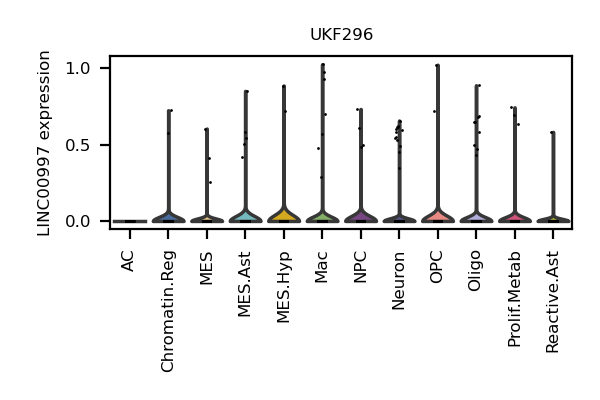 UKF296
LINC00997 expression
1.0
0.5
0.0
AC
Chromatin.Reg
MES
MES.Ast
MES.Hyp
Mac
NPC
Neuron
OPC
Oligo
Prolif.Metab
Reactive.Ast